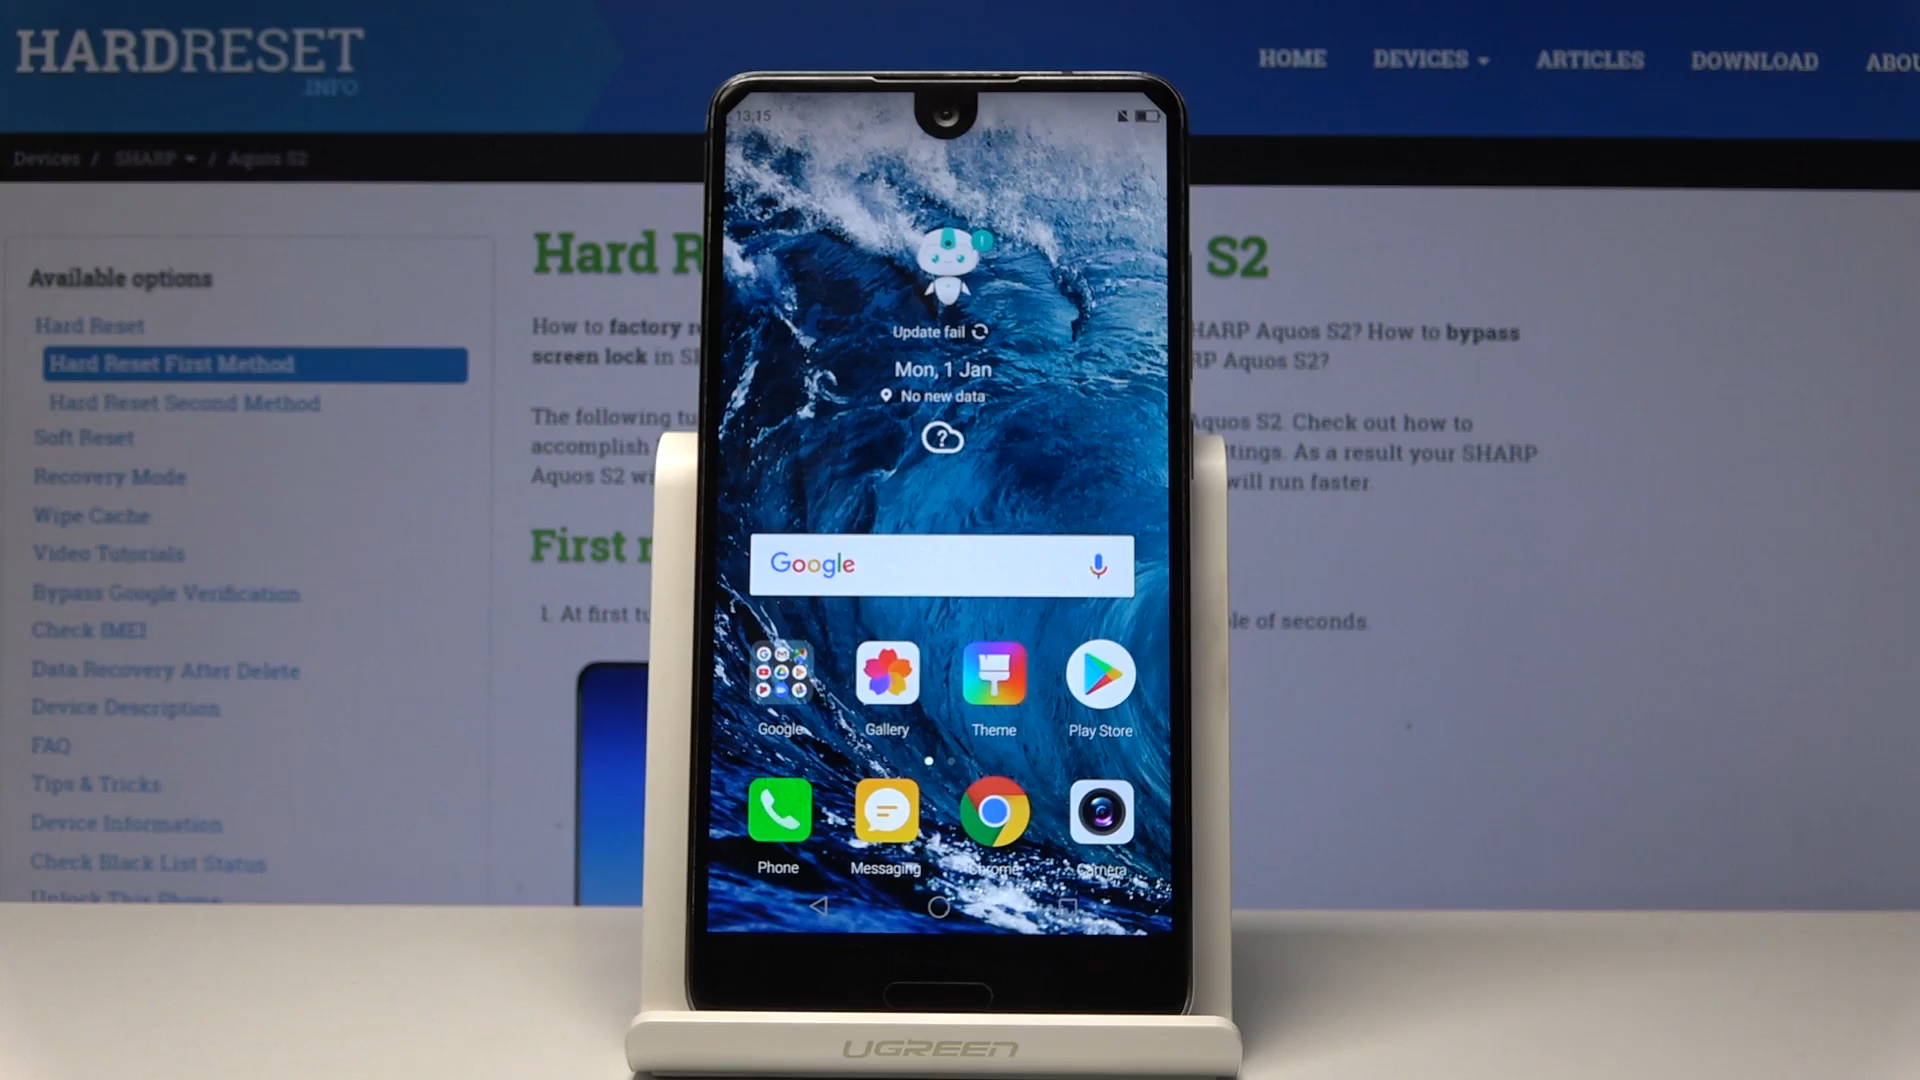 HARDRESET
.INFO
HOME
DEVICES
ARTICLES
DOWNLOAD
ABOU
Devices / SHARP / Aquos S2
Available options
Hard Reset
Hard Reset First Method
Hard Reset Second Method
Soft Reset
Recovery Mode
Wipe Cache
Video Tutorials
Bypass Google Verification
Check IMEI
Data Recovery After Delete
Device Description
FAQ
Tips & Tricks
Device Information
Check Black List Status
Unlock This Phone
Hard R
S2
How to factory r
HARP Aquos S2? How to bypass
screen lock in S
RP Aquos S2?
The following tu
Aquos S2. Check out how to
accomplish
ttings. As a result your SHARP
Aquos S2 wi
will run faster.
First
1. At first tu
le of seconds.
13:15
Update fail
Mon, 1 Jan
No new data
?
Google
Google
Gallery
Theme
Play Store
Phone
Messaging
Chrome
Camera
UGREEN